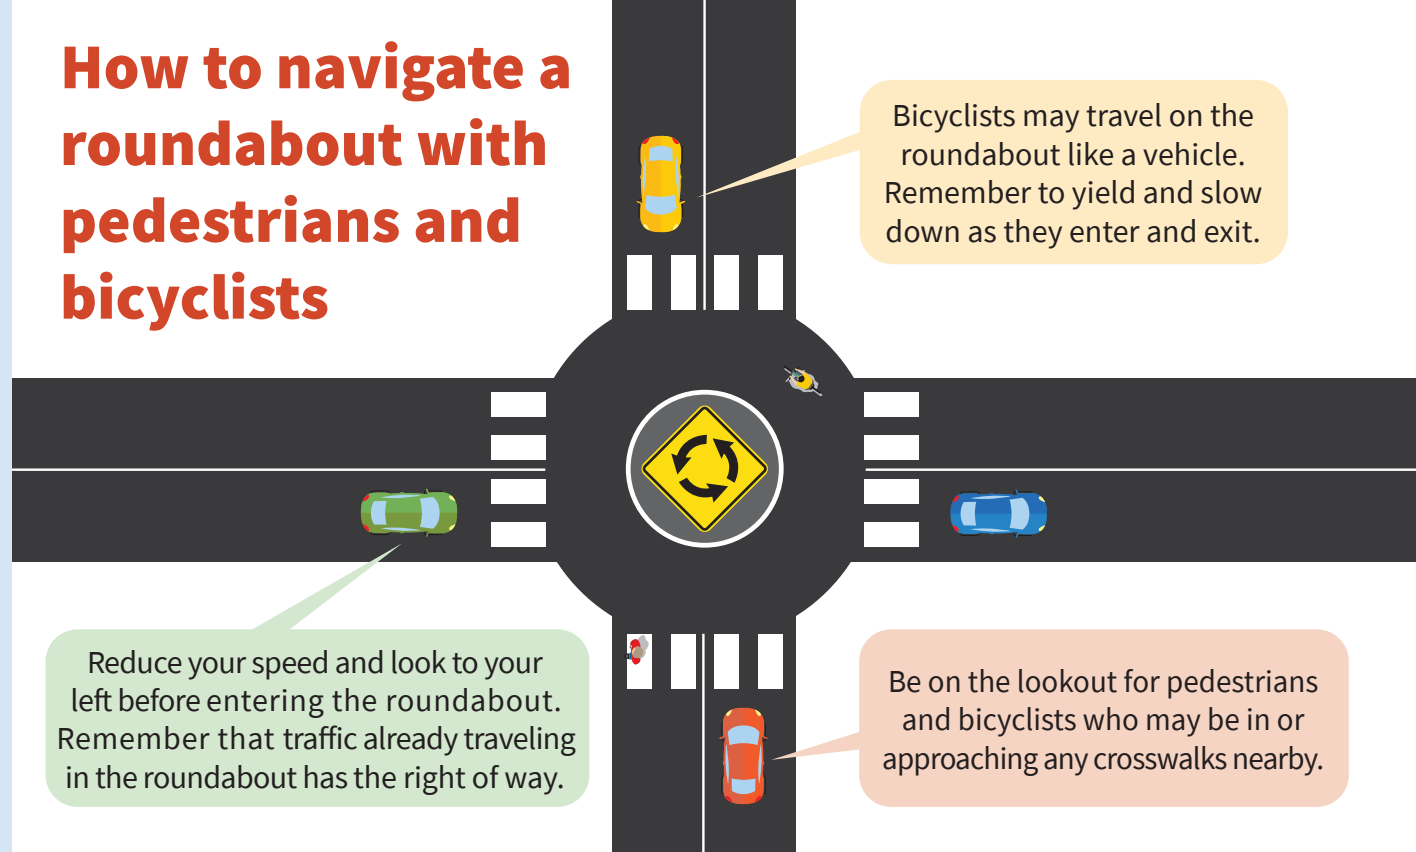 How to navigate a
roundabout with
pedestrians and
bicyclists
Bicyclists may travel on the
roundabout like a vehicle.
Remember to yield and slow
down as they enter and exit.
Reduce your speed and look to your
left before entering the roundabout.
Remember that traffic already traveling
in the roundabout has the right of way.
Be on the lookout for pedestrians
and bicyclists who may be in or
approaching any crosswalks nearby.